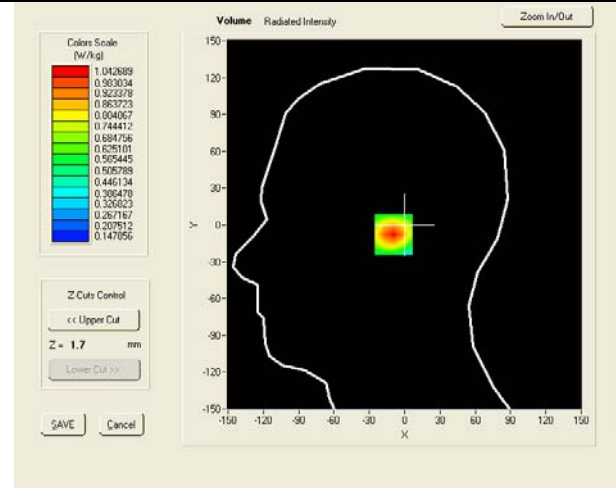 Volume Radiated Intensity
Zoom In/Out
Colors Scale
(W/kg)
1.042689
0.983034
0.923378
0.863723
0.804067
0.744412
0.684756
0.625101
0.565445
0.505789
0.446134
0.386478
0.326823
0.267167
0.207512
0.147856
Z Cuts Control
<< Upper Cut
Z = 1.7 mm
Lower Cut >>
SAVE Cancel
150
120
90
60
30
0
-30
-60
-90
-120
-150
Y
-150 -120 -90 -60 -30 0 30 60 90 120 150
X